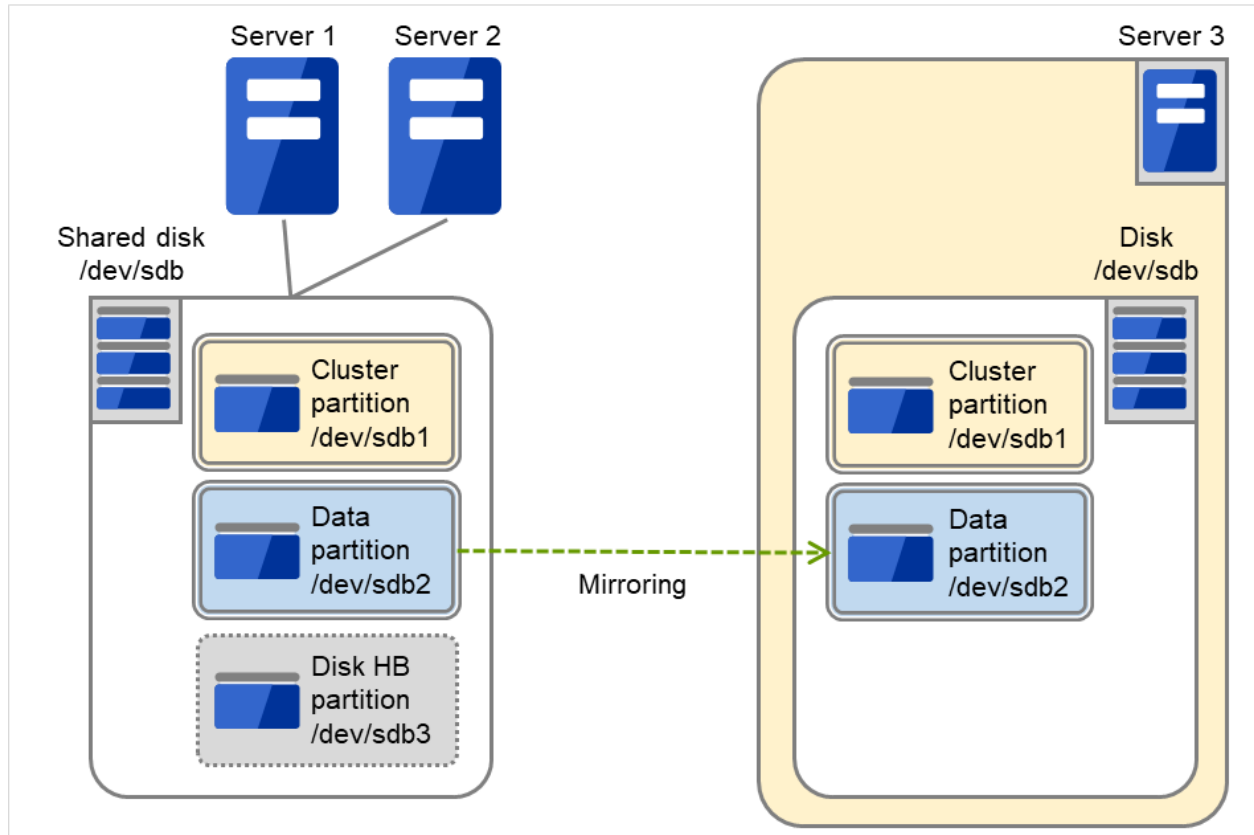 Server 1
Server 2
Server 3
Shared disk
/dev/sdb
Disk
/dev/sdb
Cluster
partition
/dev/sdb1
Cluster
partition
/dev/sdb1
Data
partition
/dev/sdb2
Mirroring
Data
partition
/dev/sdb2
Disk HB
partition
/dev/sdb3